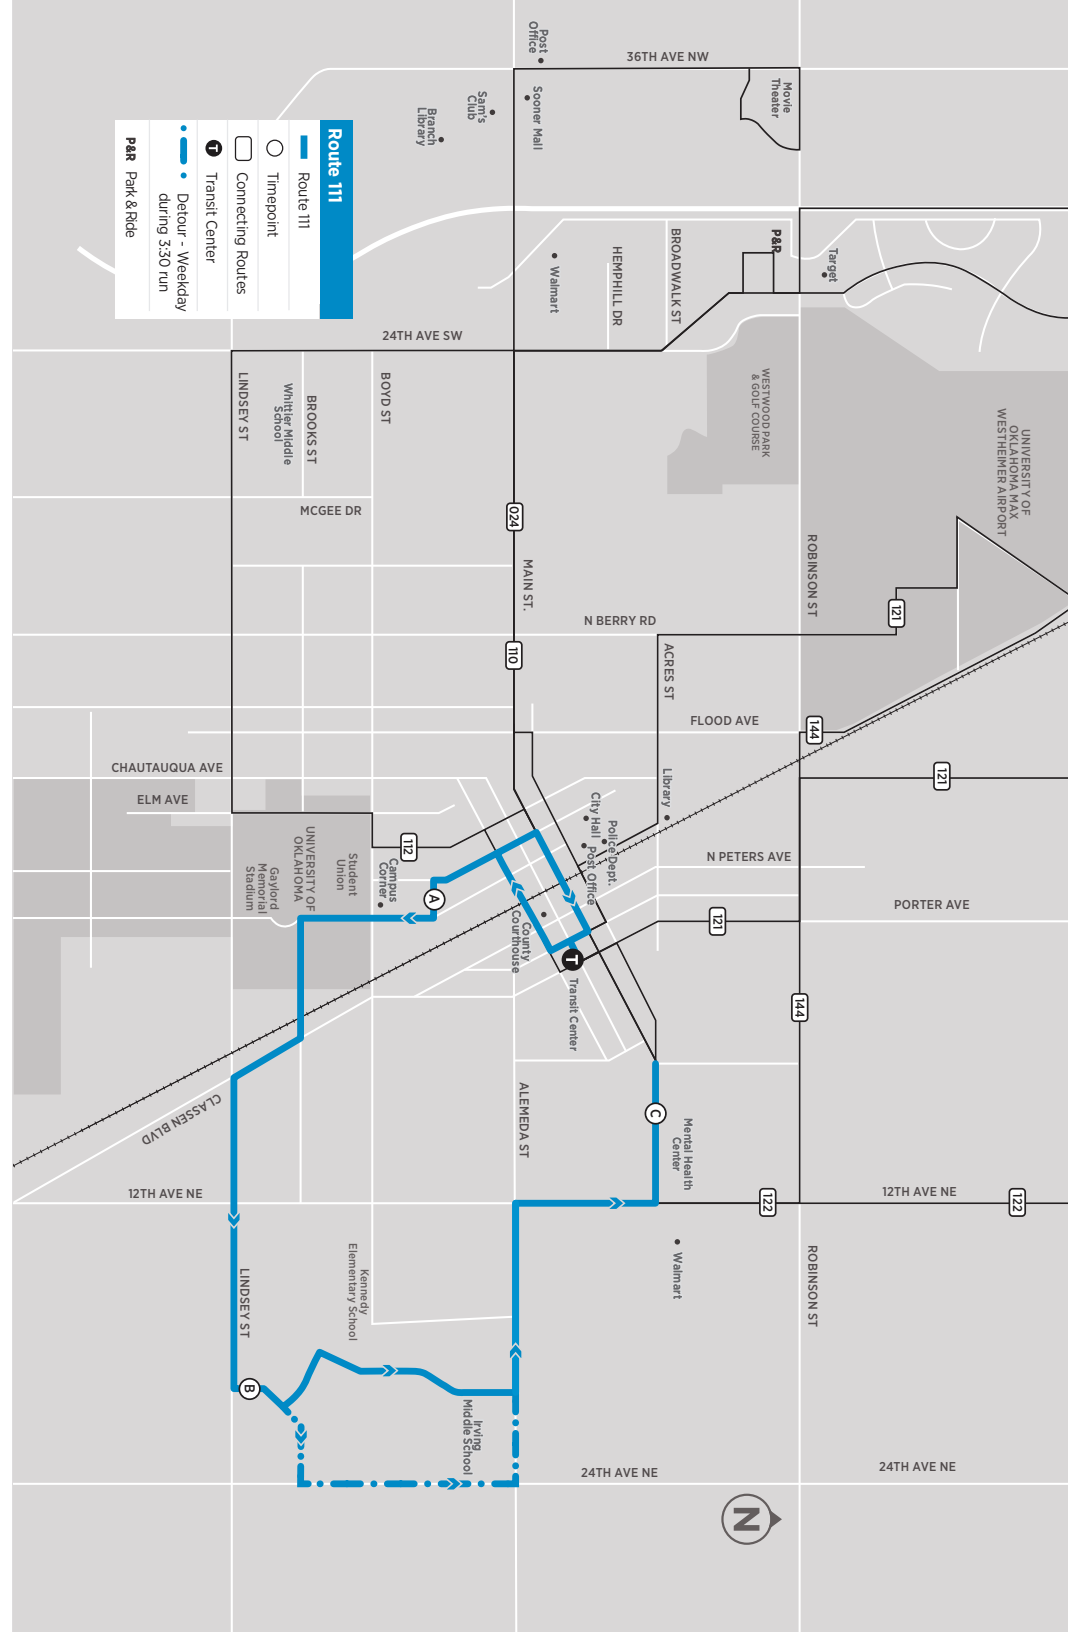 Post
Office
36TH AVE NW
Movie
Theater
Sooner Mall
Sam's
Club
Branch
Library
Route 111
Route 111
Timepoint
Connecting Routes
T
Transit Center
Detour - Weekday
during 3:30 run
P&R
Park & Ride
Walmart
HEMPHILL DR
BROADWALK ST
P&R
Target
24TH AVE SW
LINDSEY ST
Whittier Middle
School
BROOKS ST
BOYD ST
WESTWOOD PARK
& GOLF COURSE
UNIVERSITY OF
OKLAHOMA MAX
WESTHEIMER AIRPORT
MCGEE DR
024
MAIN ST.
ROBINSON ST
N BERRY RD
121
110
ACRES ST
FLOOD AVE
144
121
CHAUTAUQUA AVE
ELM AVE
Library
City Hall
Police Dept.
Post Office
N PETERS AVE
112
UNIVERSITY OF
OKLAHOMA
Gaylord
Memorial
Stadium
Student
Union
Campus
Corner
A
County
Courthouse
T
Transit Center
121
PORTER AVE
144
CLASSEN BLVD
ALEMEDA ST
C
Mental Health
Center
12TH AVE NE
122
12TH AVE NE
122
LINDSEY ST
Kennedy
Elementary School
Walmart
ROBINSON ST
B
Irving
Middle School
24TH AVE NE
24TH AVE NE
N